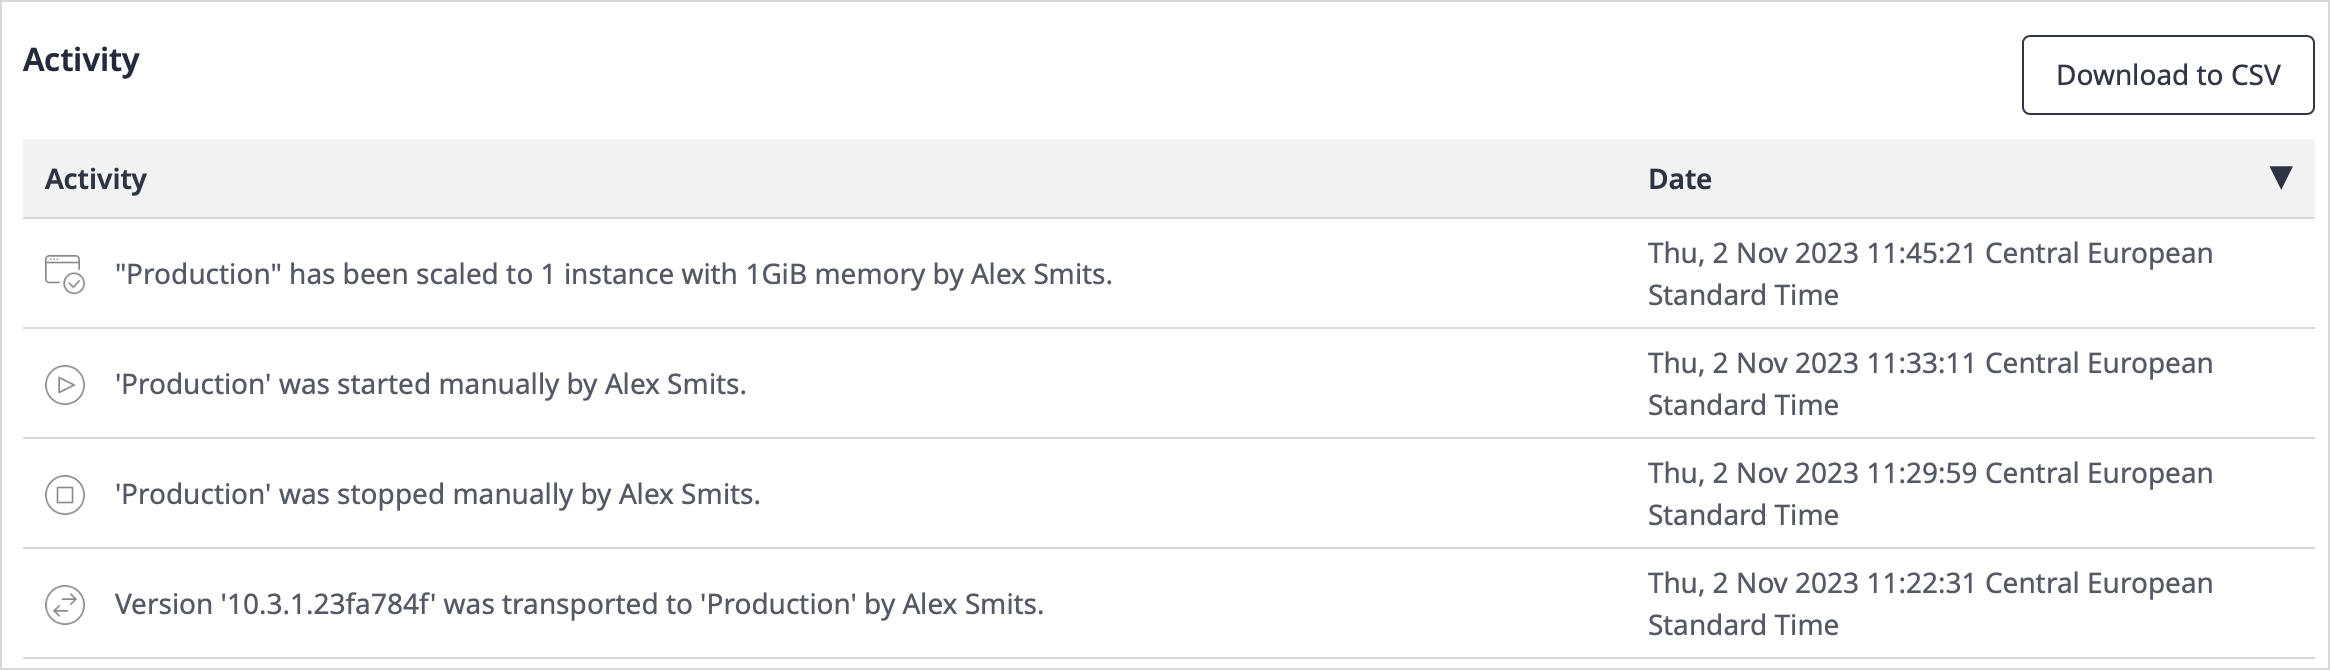 Activity
Download to CSV
Activity
Date
"Production" has been scaled to 1 instance with 1GiB memory by Alex Smits.
Thu, 2 Nov 2023 11:45:21 Central European
Standard Time
'Production' was started manually by Alex Smits.
Thu, 2 Nov 2023 11:33:11 Central European
Standard Time
'Production' was stopped manually by Alex Smits.
Thu, 2 Nov 2023 11:29:59 Central European
Standard Time
Version '10.3.1.23fa784f' was transported to 'Production' by Alex Smits.
Thu, 2 Nov 2023 11:22:31 Central European
Standard Time